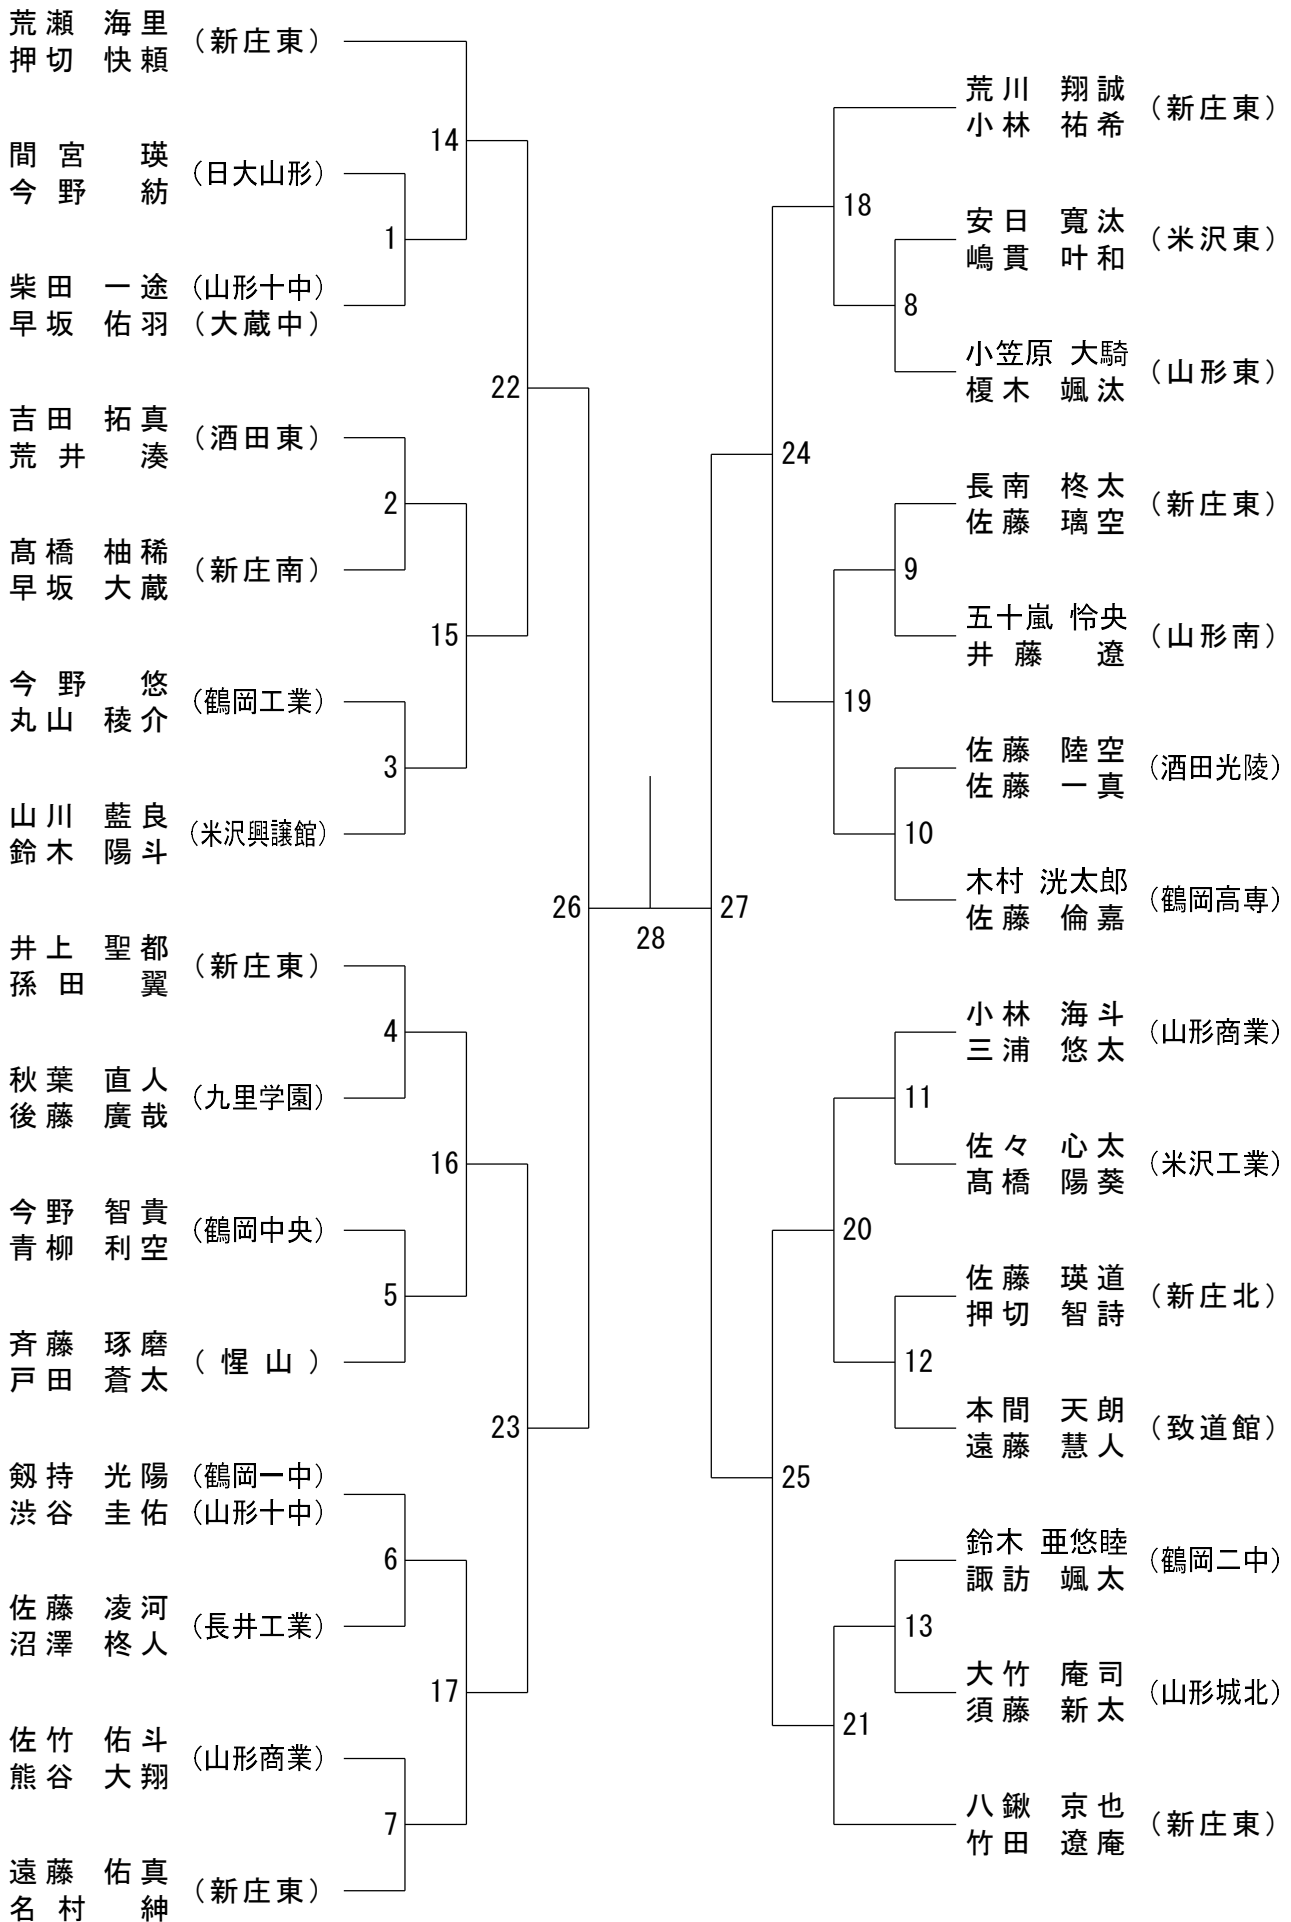 荒瀬 海里 (新庄東)
押切 快頼
間宮 瑛 (日大山形)
今野 紡
柴田 一途 (山形十中)
早坂 佑羽 (大蔵中)
吉田 拓真 (酒田東)
荒井 湊
髙橋 柚稀 (新庄南)
早坂 大蔵
今野 悠 (鶴岡工業)
丸山 稜介
山川 藍良 (米沢興譲館)
鈴木 陽斗
井上 聖都 (新庄東)
孫田 翼
秋葉 直人 (九里学園)
後藤 廣哉
今野 智貴 (鶴岡中央)
青柳 利空
斉藤 琢磨 (惺山)
戸田 蒼太
剱持 光陽 (鶴岡一中)
渋谷 圭佑 (山形十中)
佐藤 凌河 (長井工業)
沼澤 柊人
佐竹 佑斗 (山形商業)
熊谷 大翔
遠藤 佑真 (新庄東)
名村 紳
1
2
3
4
5
6
7
14
15
16
17
22
23
26
28
27
24
25
18
19
20
21
8
9
10
11
12
13
荒川 翔誠 (新庄東)
小林 祐希
安日 寛汰 (米沢東)
嶋貫 叶和
小笠原 大騎 (山形東)
榎木 颯汰
長南 柊太 (新庄東)
佐藤 璃空
五十嵐 怜央 (山形南)
井藤 遼
佐藤 陸空 (酒田光陵)
佐藤 一真
木村 洸太郎 (鶴岡高専)
佐藤 倫嘉
小林 海斗 (山形商業)
三浦 悠太
佐々 心太 (米沢工業)
髙橋 陽葵
佐藤 瑛道 (新庄北)
押切 智詩
本間 天朗 (致道館)
遠藤 慧人
鈴木 亜悠睦 (鶴岡二中)
諏訪 颯太
大竹 庵司 (山形城北)
須藤 新太
八鍬 京也 (新庄東)
竹田 遼庵